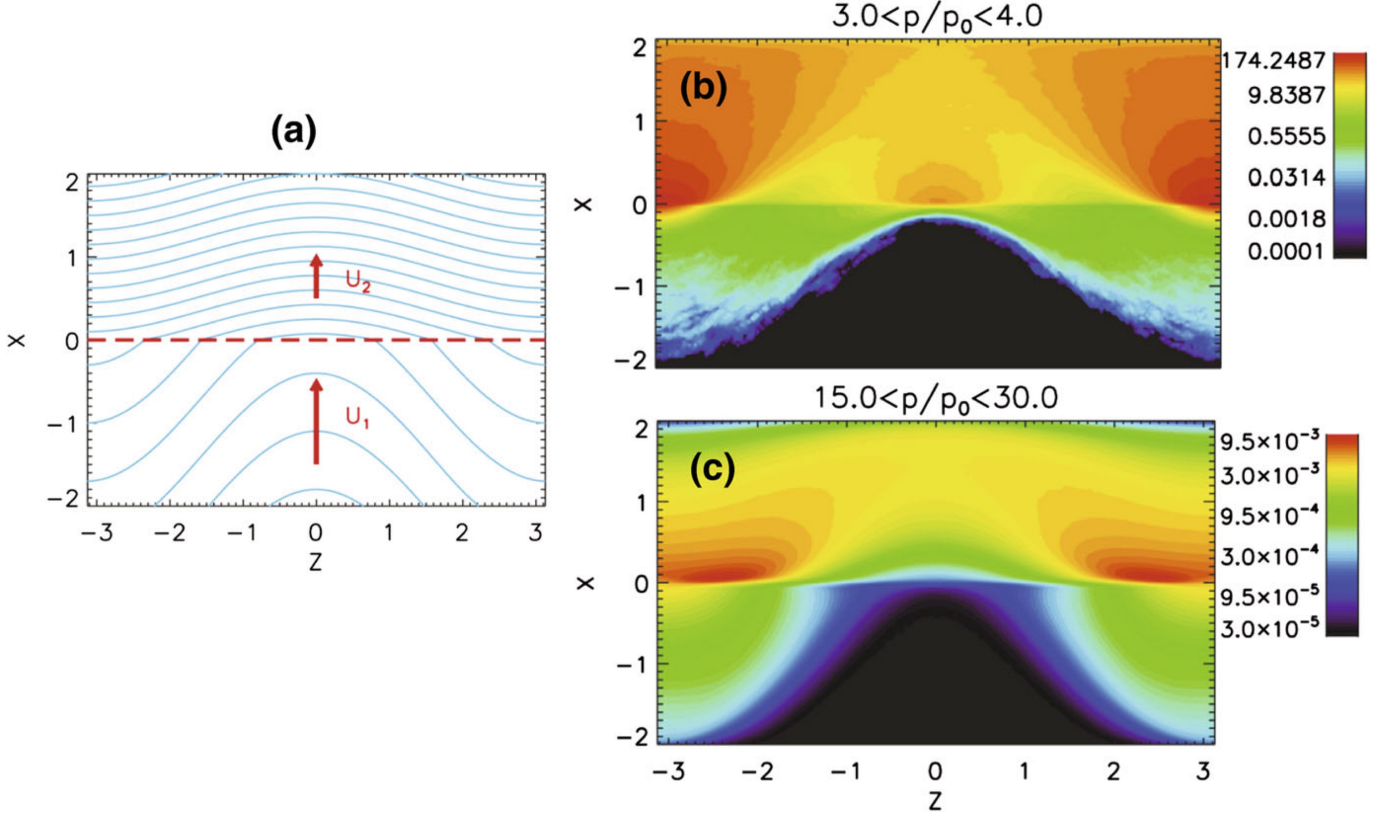 (a)
2
1
0
−1
−2
X
U₂
U₁
−3 −2 −1 0 1 2 3
Z
3.0<p/p₀<4.0
(b)
2
1
0
−1
−2
X
174.2487
9.8387
0.5555
0.0314
0.0018
0.0001
15.0<p/p₀<30.0
(c)
2
1
0
−1
−2
X
−3 −2 −1 0 1 2 3
Z
9.5×10⁻³
3.0×10⁻³
9.5×10⁻⁴
3.0×10⁻⁴
9.5×10⁻⁵
3.0×10⁻⁵